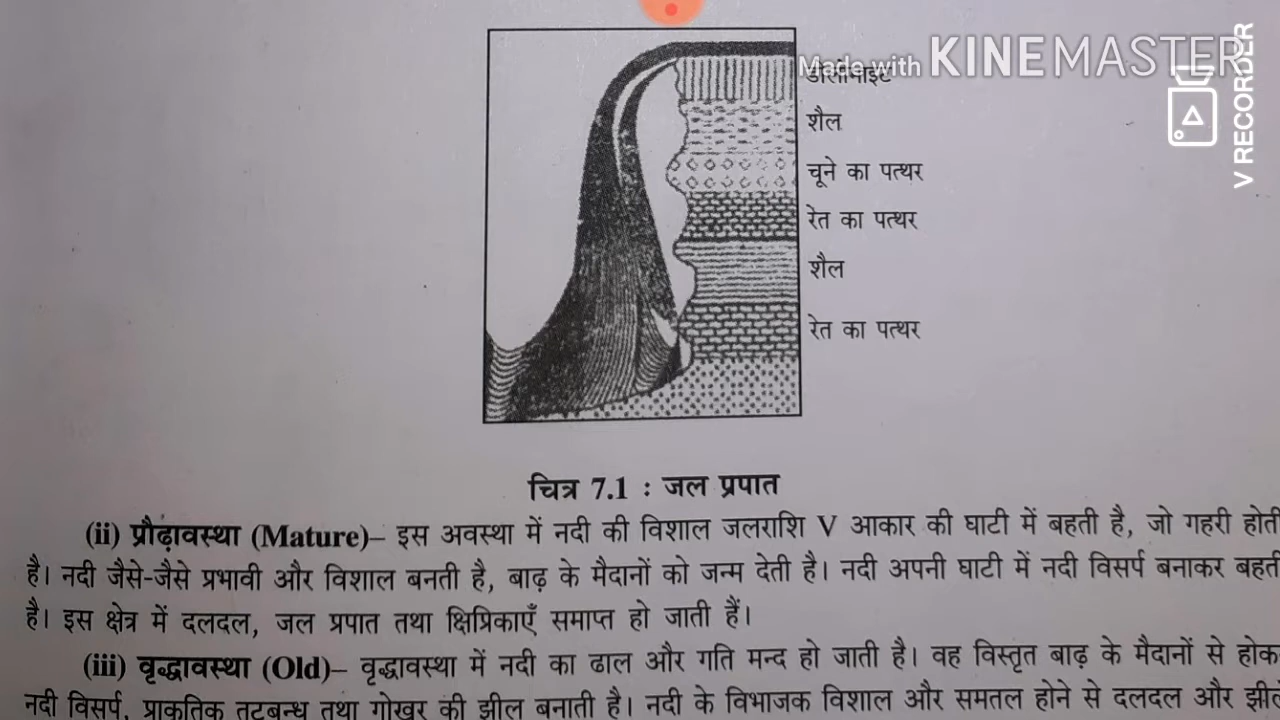 Made with KINEMASTER
V RECORDER
डोलोमाइट
शैल
चूने का पत्थर
रेत का पत्थर
शैल
रेत का पत्थर
चित्र 7.1 : जल प्रपात
(ii) प्रौढ़ावस्था (Mature)– इस अवस्था में नदी की विशाल जलराशि V आकार की घाटी में बहती है, जो गहरी होती
है। नदी जैसे-जैसे प्रभावी और विशाल बनती है, बाढ़ के मैदानों को जन्म देती है। नदी अपनी घाटी में नदी विसर्प बनाकर बहती
है। इस क्षेत्र में दलदल, जल प्रपात तथा क्षिप्रिकाएँ समाप्त हो जाती हैं।
(iii) वृद्धावस्था (Old)– वृद्धावस्था में नदी का ढाल और गति मन्द हो जाती है। वह विस्तृत बाढ़ के मैदानों से
नदी विसर्प, प्राकृतिक तटबन्ध तथा गोखुर की झील बनाती है। नदी के विभाजक विशाल और समतल होने से दलदल और